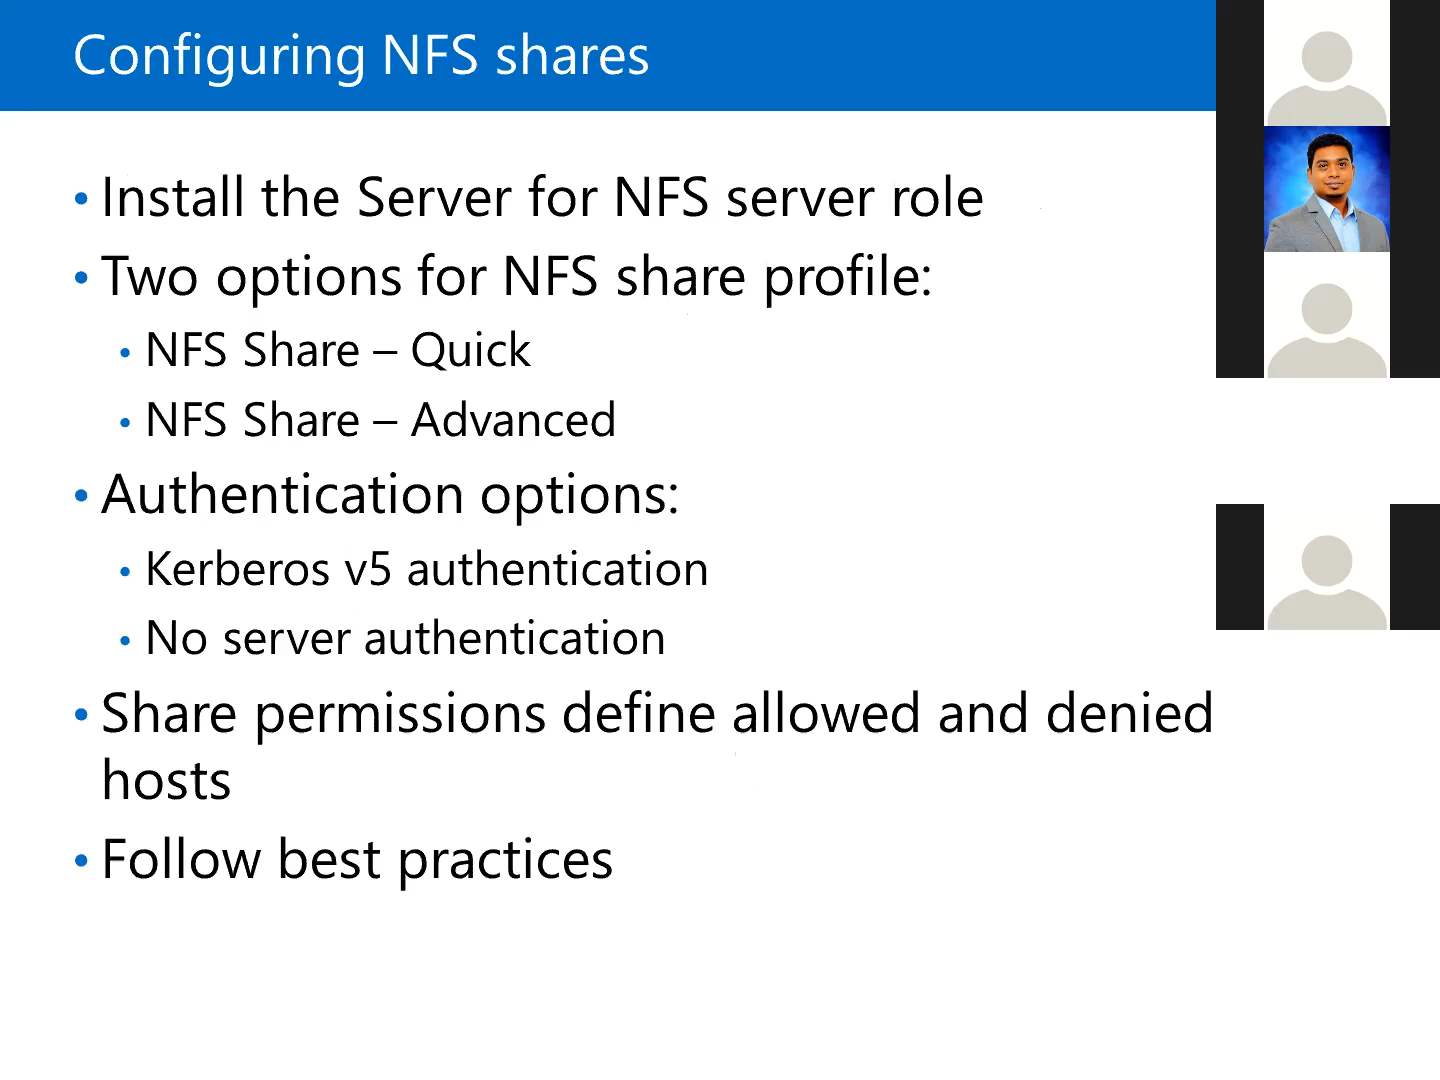 Configuring NFS shares
• Install the Server for NFS server role
• Two options for NFS share profile:
• NFS Share – Quick
• NFS Share – Advanced
• Authentication options:
• Kerberos v5 authentication
• No server authentication
• Share permissions define allowed and denied
hosts
• Follow best practices